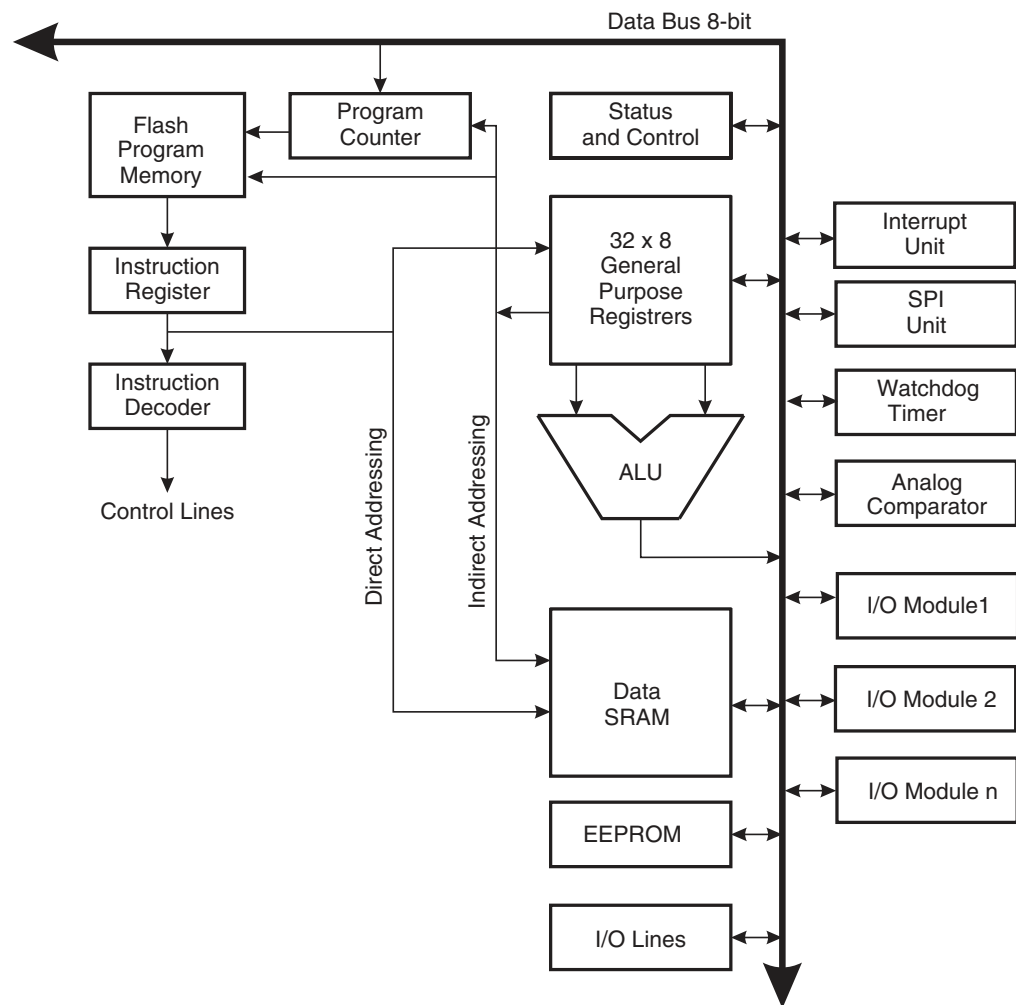 Data Bus 8-bit
Flash
Program
Memory
Program
Counter
Status
and Control
Interrupt
Unit
32 x 8
General
Purpose
Registrers
Instruction
Register
SPI
Unit
Instruction
Decoder
Watchdog
Timer
Direct Addressing
Indirect Addressing
ALU
Analog
Comparator
Control Lines
I/O Module1
Data
SRAM
I/O Module 2
I/O Module n
EEPROM
I/O Lines